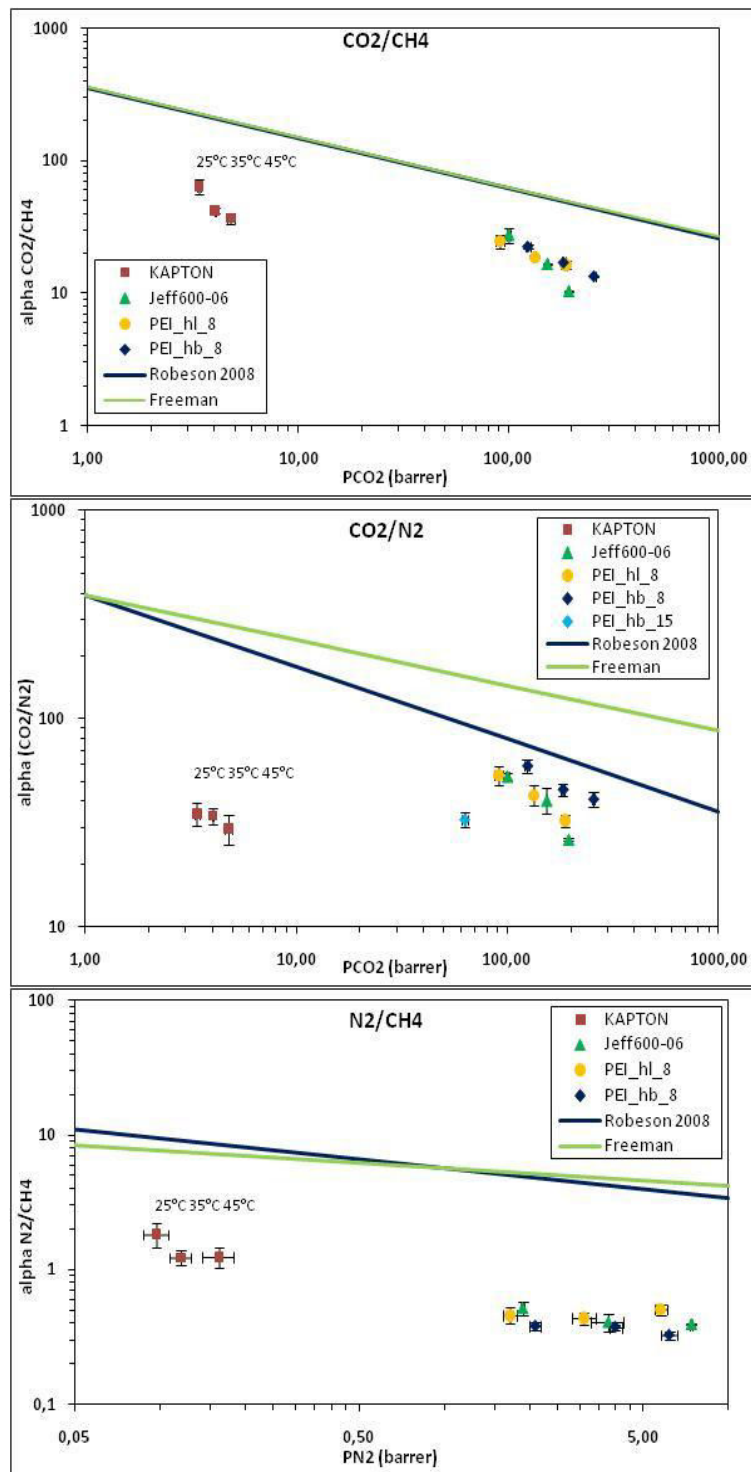 CO2/CH4
1000
100
10
1
alpha CO2/CH4
25°C 35°C 45°C
KAPTON
Jeff600-06
PEI_hl_8
PEI_hb_8
Robeson 2008
Freeman
1,00
10,00
100,00
1000,00
PCO2 (barrer)
CO2/N2
1000
100
10
alpha (CO2/N2)
25°C 35°C 45°C
KAPTON
Jeff600-06
PEI_hl_8
PEI_hb_8
PEI_hb_15
Robeson 2008
Freeman
1,00
10,00
100,00
1000,00
PCO2 (barrer)
N2/CH4
100
10
1
0,1
alpha N2/CH4
25°C 35°C 45°C
KAPTON
Jeff600-06
PEI_hl_8
PEI_hb_8
Robeson 2008
Freeman
0,05
0,50
5,00
PN2 (barrer)